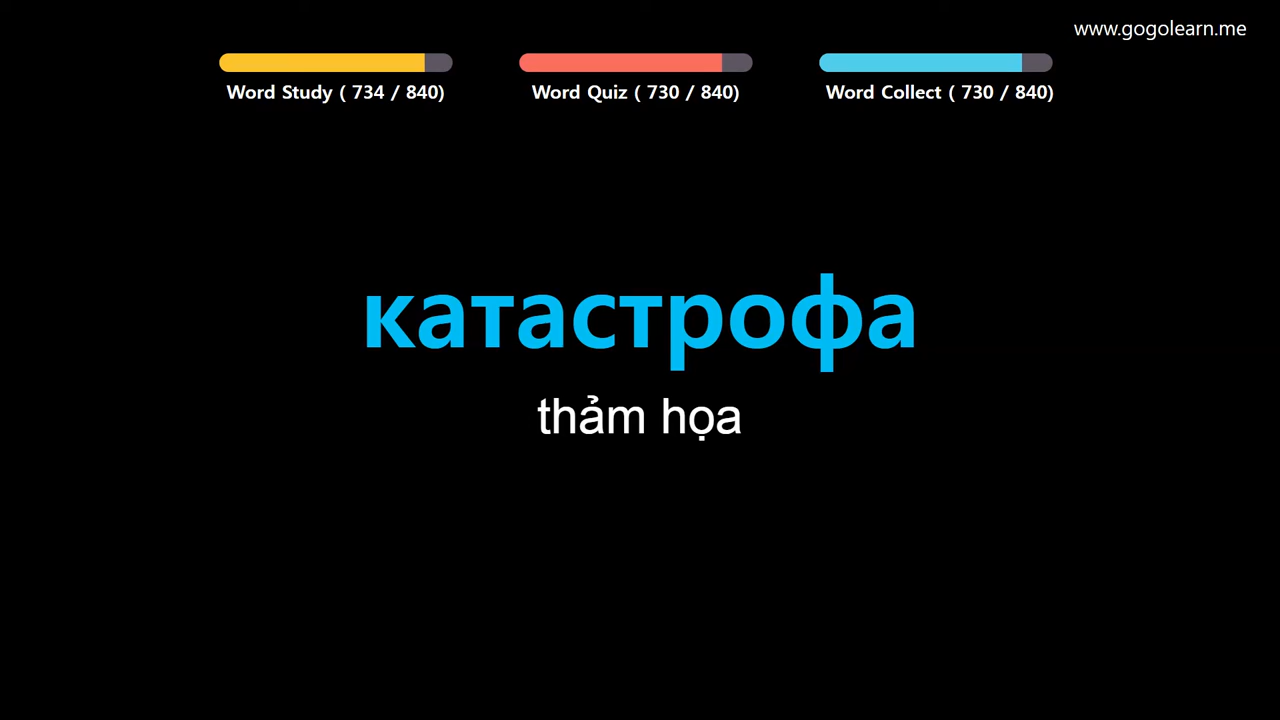 www.gogolearn.me
Word Study ( 734 / 840)
Word Quiz ( 730 / 840)
Word Collect ( 730 / 840)
катастрофа
thảm họa